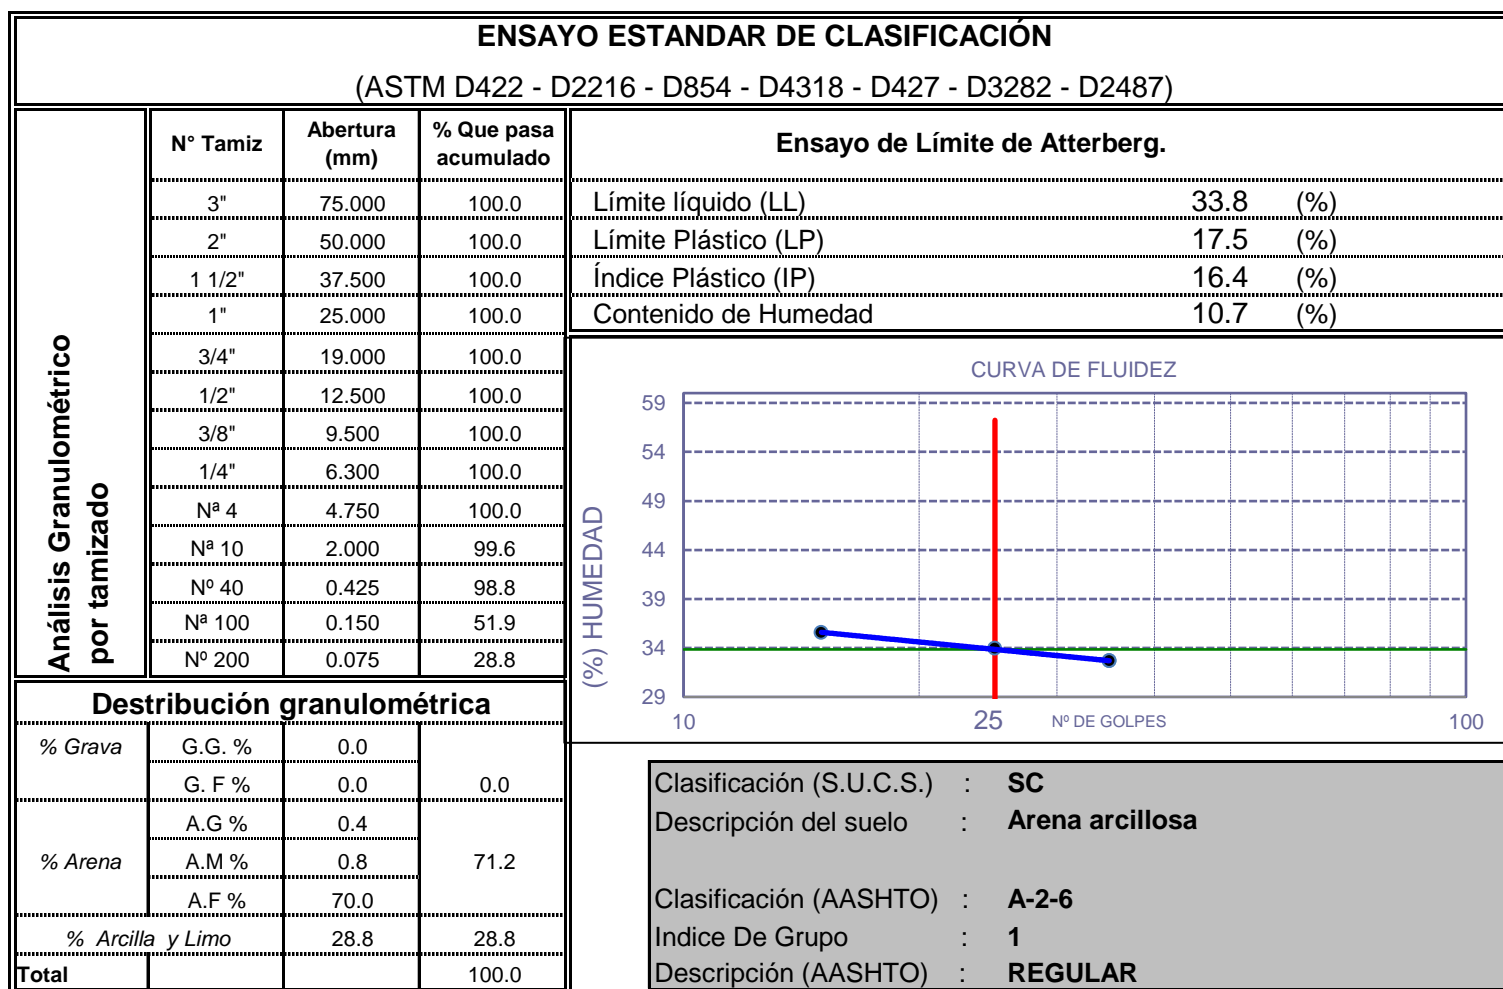 ENSAYO ESTANDAR DE CLASIFICACIÓN
(ASTM D422 - D2216 - D854 - D4318 - D427 - D3282 - D2487)
Análisis Granulométrico
por tamizado
N° Tamiz Abertura (mm) % Que pasa acumulado
3" 75.000 100.0
2" 50.000 100.0
1 1/2" 37.500 100.0
1" 25.000 100.0
3/4" 19.000 100.0
1/2" 12.500 100.0
3/8" 9.500 100.0
1/4" 6.300 100.0
Nª 4 4.750 100.0
Nª 10 2.000 99.6
Nº 40 0.425 98.8
Nª 100 0.150 51.9
Nº 200 0.075 28.8
Ensayo de Límite de Atterberg.
Límite líquido (LL) 33.8 (%)
Límite Plástico (LP) 17.5 (%)
Índice Plástico (IP) 16.4 (%)
Contenido de Humedad 10.7 (%)
CURVA DE FLUIDEZ
(%) HUMEDAD
59
54
49
44
39
34
29
10 25 Nº DE GOLPES 100
Destribución granulométrica
% Grava G.G. % 0.0
G. F % 0.0 0.0
A.G % 0.4
% Arena A.M % 0.8 71.2
A.F % 70.0
% Arcilla y Limo 28.8 28.8
Total 100.0
Clasificación (S.U.C.S.) : SC
Descripción del suelo : Arena arcillosa
Clasificación (AASHTO) : A-2-6
Indice De Grupo : 1
Descripción (AASHTO) : REGULAR